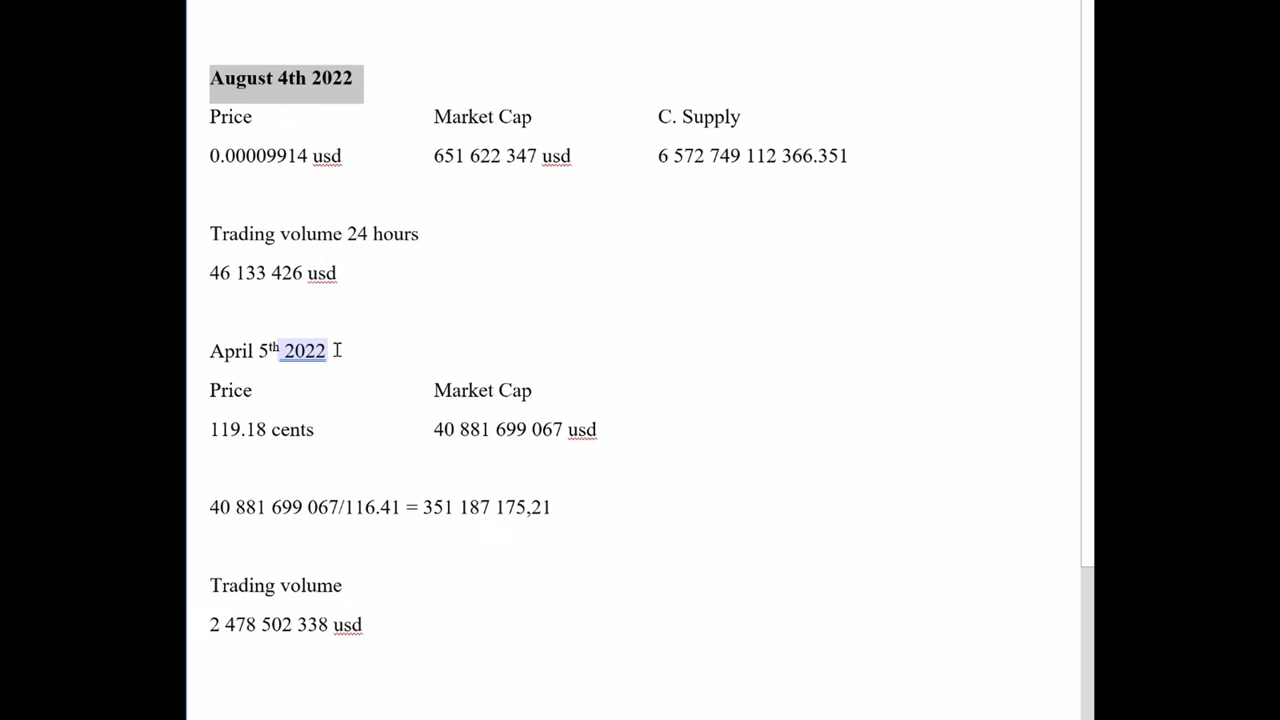 August 4th 2022
Price Market Cap C. Supply
0.00009914 usd 651 622 347 usd 6 572 749 112 366.351
Trading volume 24 hours
46 133 426 usd
April 5th 2022
Price Market Cap
119.18 cents 40 881 699 067 usd
40 881 699 067/116.41 = 351 187 175,21
Trading volume
2 478 502 338 usd